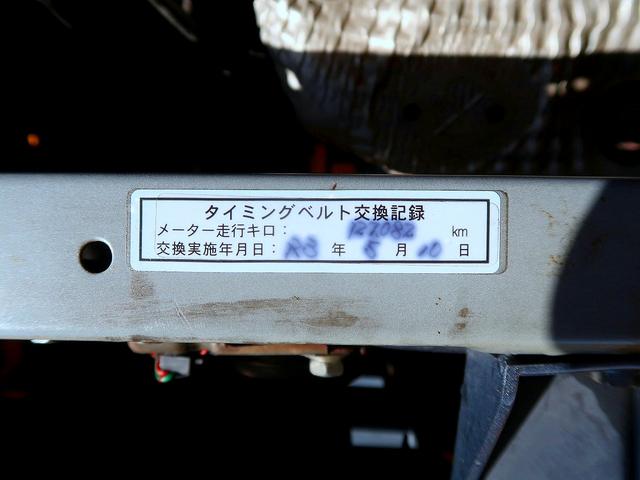 タイミングベルト交換記録
メーター走行キロ： 127082 km
交換実施年月日： R3 年 5 月 10 日